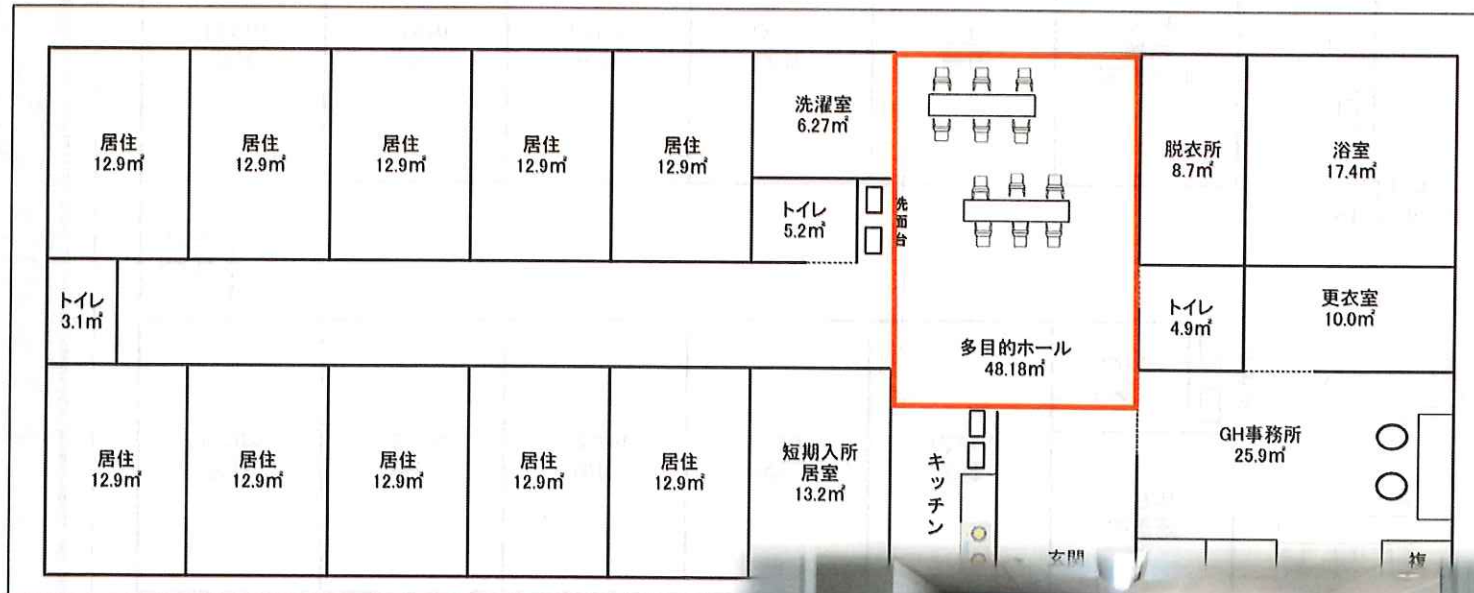 居住
12.9㎡
居住
12.9㎡
居住
12.9㎡
居住
12.9㎡
居住
12.9㎡
洗濯室
6.27㎡
トイレ
5.2㎡
洗面台
脱衣所
8.7㎡
浴室
17.4㎡
トイレ
3.1㎡
多目的ホール
48.18㎡
トイレ
4.9㎡
更衣室
10.0㎡
居住
12.9㎡
居住
12.9㎡
居住
12.9㎡
居住
12.9㎡
居住
12.9㎡
短期入所
居室
13.2㎡
キッチン
玄関
GH事務所
25.9㎡
複